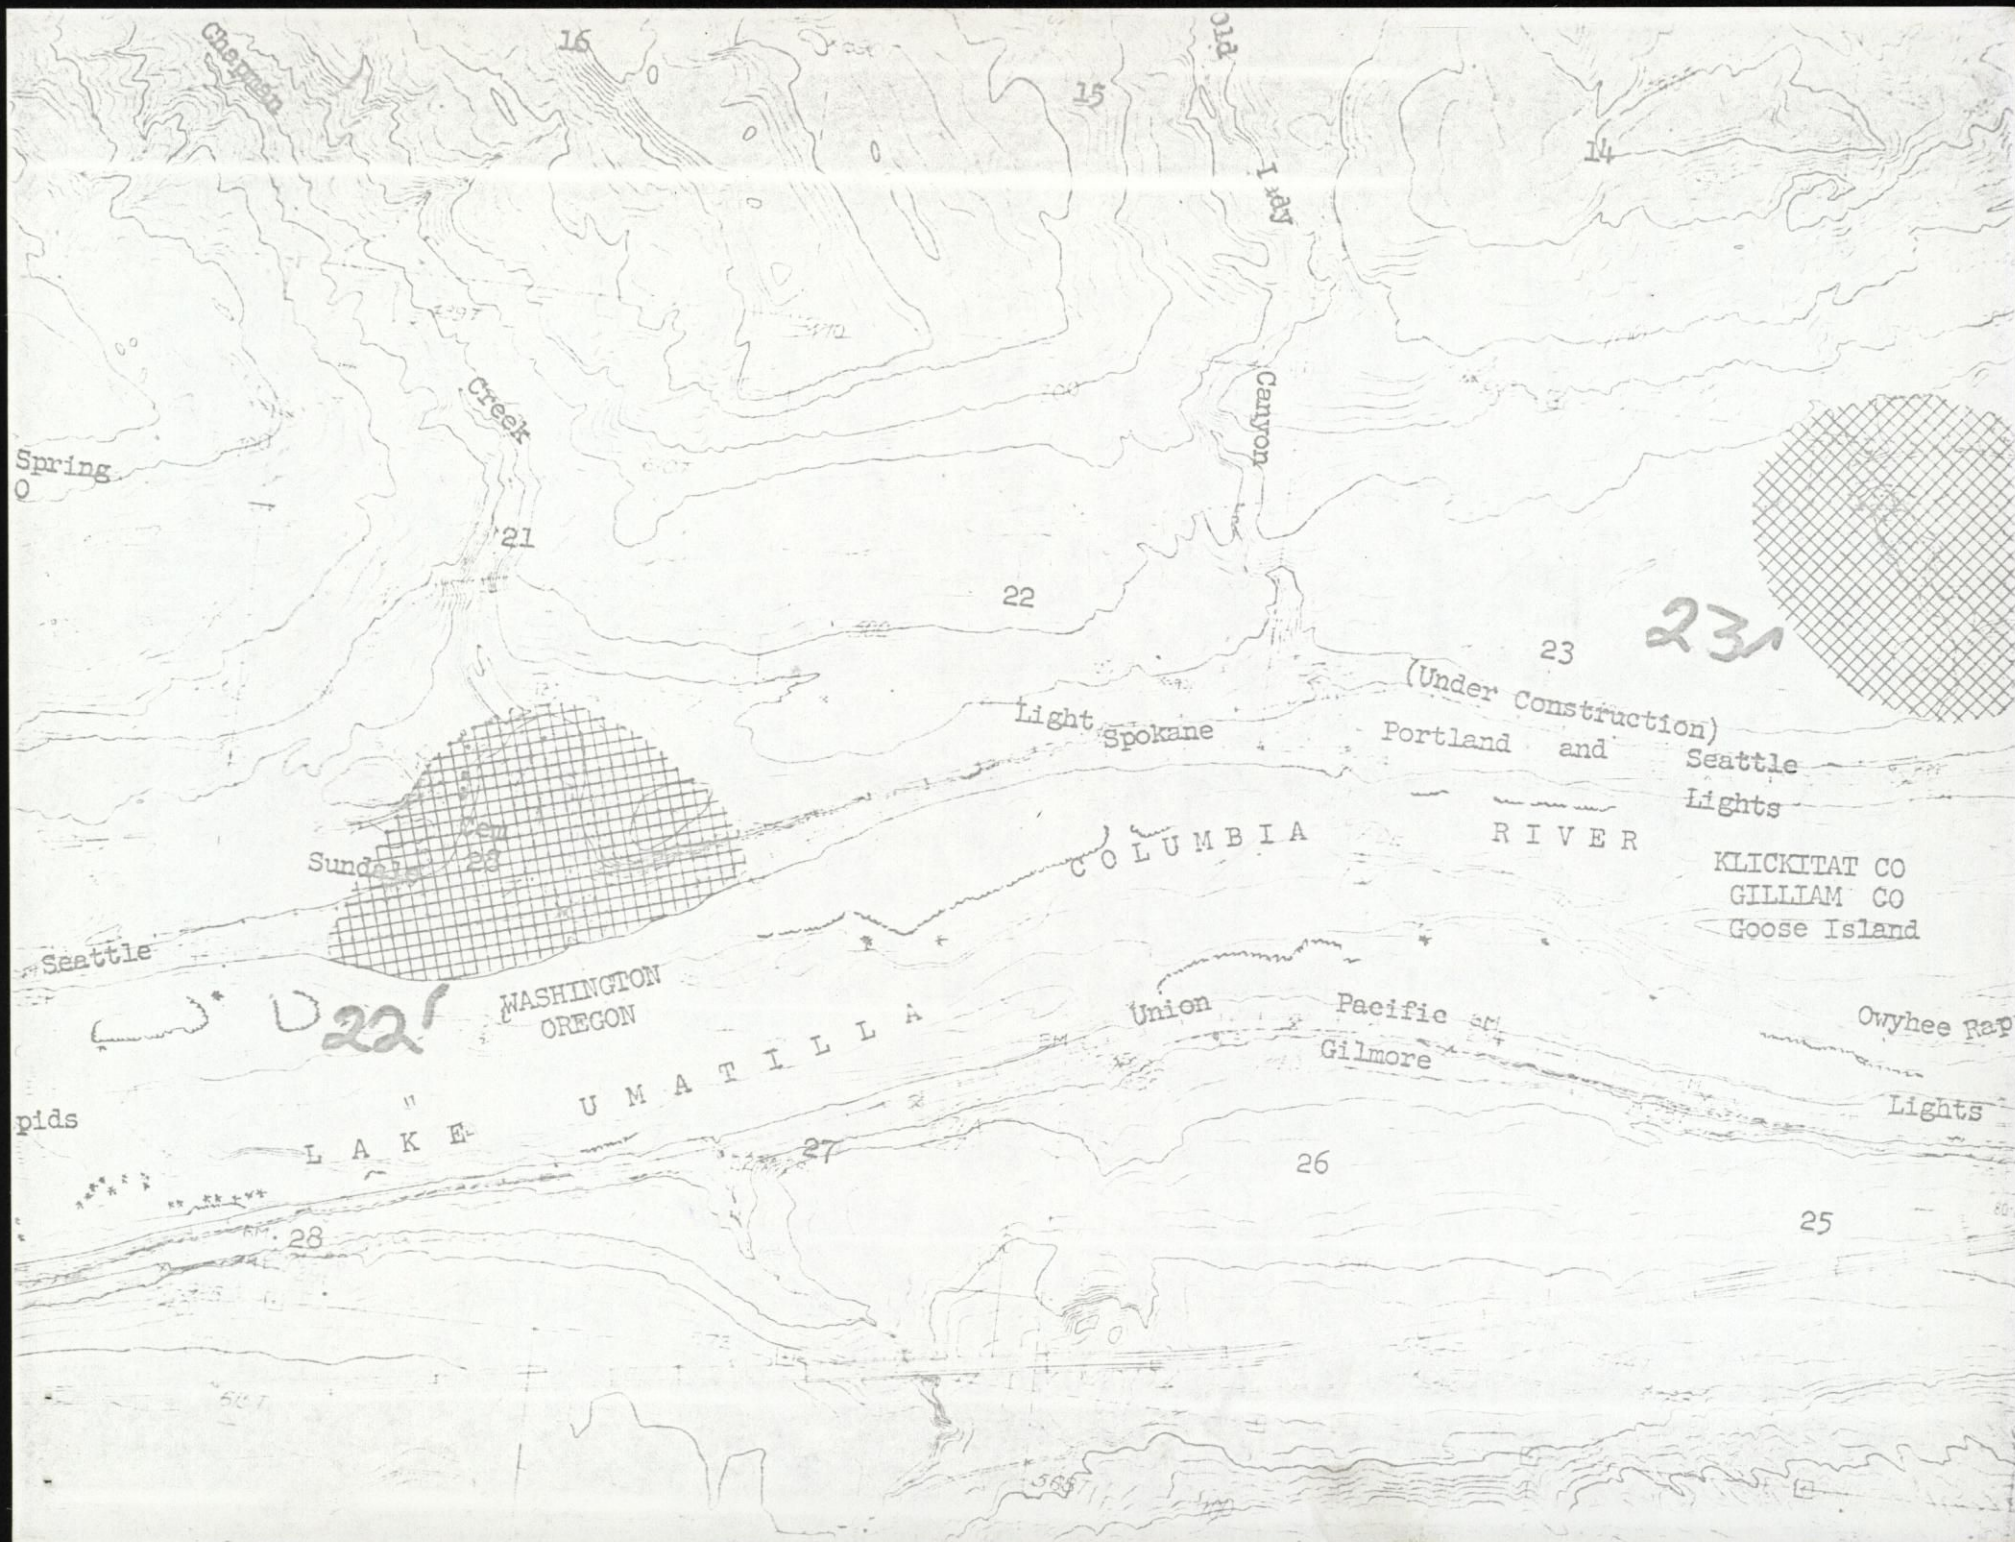 16
Chapman
15
old
14
Lady
Creek
Canyon
Spring
21
22
23
231
(Under Construction)
Light
Spokane
Portland and Seattle
Lights
COLUMBIA RIVER
Cem
28
Sundale
KLICKITAT CO
GILLIAM CO
Goose Island
Seattle
WASHINGTON
OREGON
221
Union Pacific
Gilmore
Owyhee Rap
LAKE UMATILLA
pids
Lights
27
26
25
28